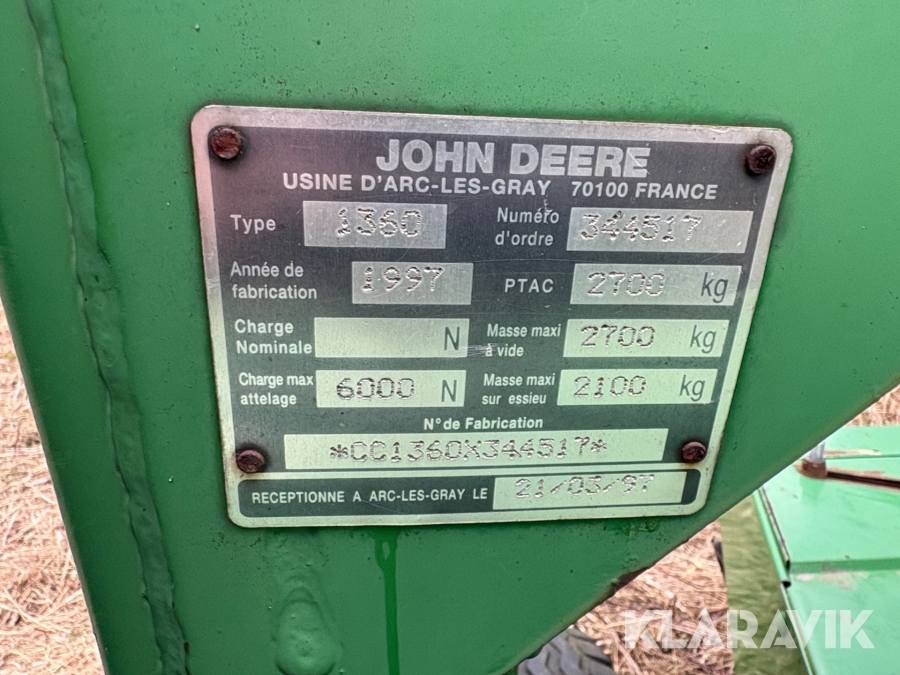 JOHN DEERE
USINE D'ARC-LES-GRAY 70100 FRANCE
Type 1360 Numéro d'ordre 344517
Année de fabrication 1997 PTAC 2700 kg
Charge Nominale N Masse maxi à vide 2700 kg
Charge max attelage 6000 N Masse maxi sur essieu 2100 kg
N° de Fabrication
*CC1360X344517*
RECEPTIONNE A ARC-LES-GRAY LE 21/03/97
KLARAVIK